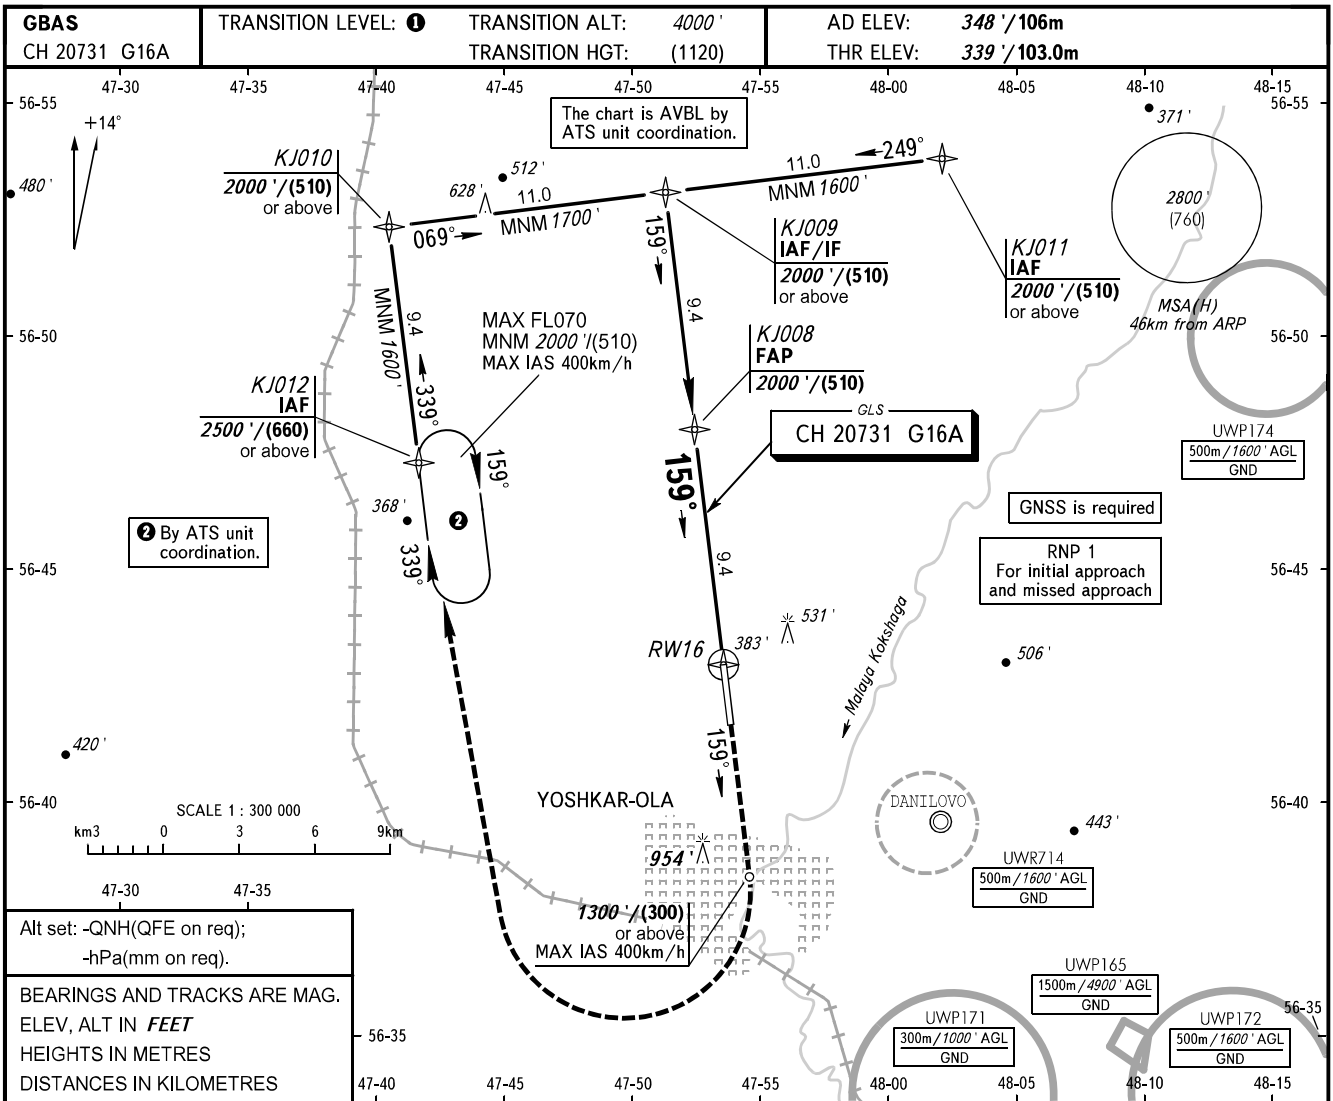 GBAS
CH 20731 G16A
TRANSITION LEVEL: ❶
TRANSITION ALT: 4000'
TRANSITION HGT: (1120)
AD ELEV: 348'/106m
THR ELEV: 339'/103.0m
47-30 47-35 47-40 47-45 47-50 47-55 48-00 48-05 48-10 48-15
56-55 56-55
+14°
The chart is AVBL by
ATS unit coordination.
371'
480'
KJ010
2000'/(510)
or above
512'
628'
11.0
MNM 1700'
069°
11.0
MNM 1600'
249°
2800'
(760)
MSA(H)
46km from ARP
159°
KJ009
IAF/IF
2000'/(510)
or above
KJ011
IAF
2000'/(510)
or above
56-50 56-50
MNM 1600'
9.4
9.4
MAX FL070
MNM 2000'/(510)
MAX IAS 400km/h
KJ008
FAP
2000'/(510)
KJ012
IAF
2500'/(660)
or above
339°
159°
GLS
CH 20731 G16A
UWP174
500m/1600' AGL
GND
159°
GNSS is required
368'
❷
❷ By ATS unit
coordination.
339°
9.4
RNP 1
For initial approach
and missed approach
56-45 56-45
531'
RW16
383'
506'
Malaya Kokshaga
420'
159°
YOSHKAR-OLA
DANILOVO
56-40 56-40
SCALE 1 : 300 000
km3 0 3 6 9km
443'
954'
UWR714
500m/1600' AGL
GND
47-30 47-35
1300'/(300)
or above
MAX IAS 400km/h
Alt set: -QNH(QFE on req);
-hPa(mm on req).
BEARINGS AND TRACKS ARE MAG.
ELEV, ALT IN FEET
HEIGHTS IN METRES
DISTANCES IN KILOMETRES
UWP165
1500m/4900' AGL
GND
UWP171
300m/1000' AGL
GND
UWP172
500m/1600' AGL
GND
56-35 56-35
47-40 47-45 47-50 47-55 48-00 48-05 48-10 48-15